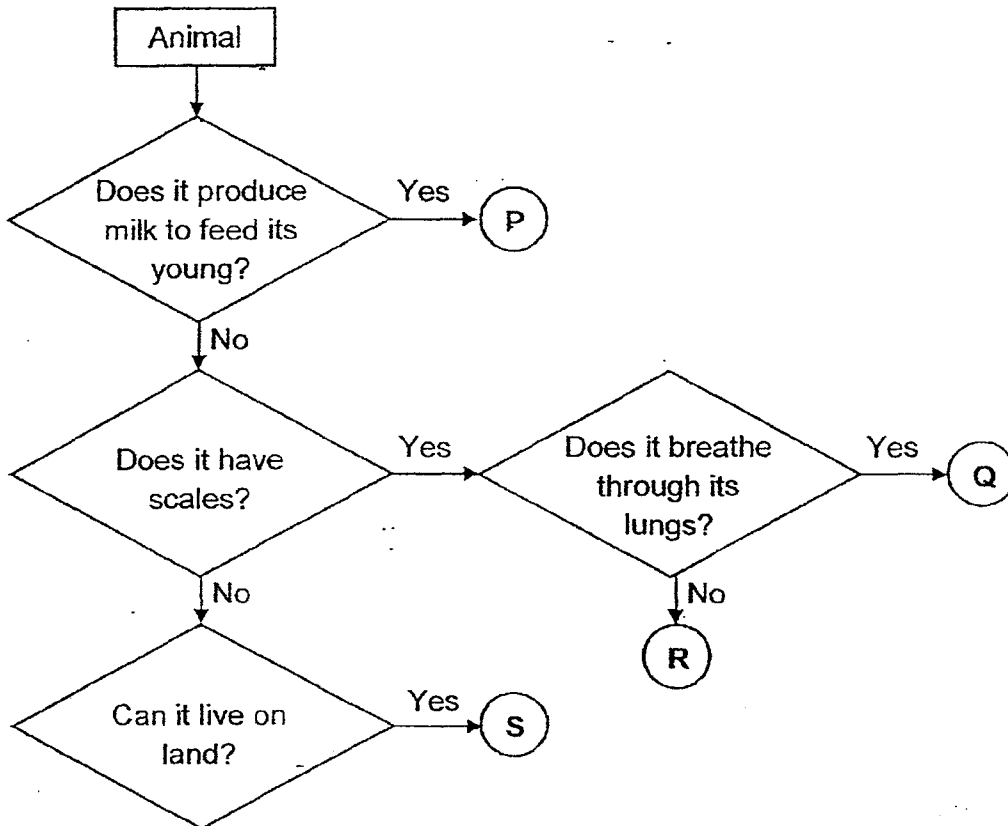 Animal
Does it produce
milk to feed its
young?
Yes
P
No
Does it have
scales?
Yes
Does it breathe
through its
lungs?
Yes
Q
No
No
R
Can it live on
land?
Yes
S